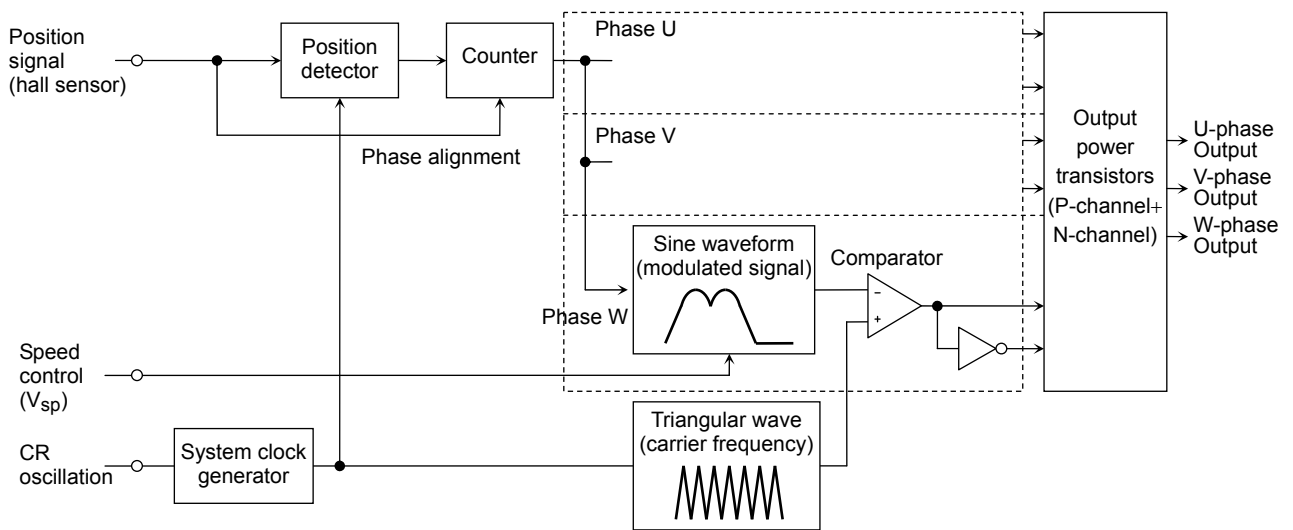 Position
signal
(hall sensor)
Position
detector
Counter
Phase alignment
Phase U
Phase V
Phase W
Sine waveform
(modulated signal)
Comparator
−
+
Output
power
transistors
(P-channel+
N-channel)
U-phase
Output
V-phase
Output
W-phase
Output
Speed
control
(Vsp)
CR
oscillation
System clock
generator
Triangular wave
(carrier frequency)